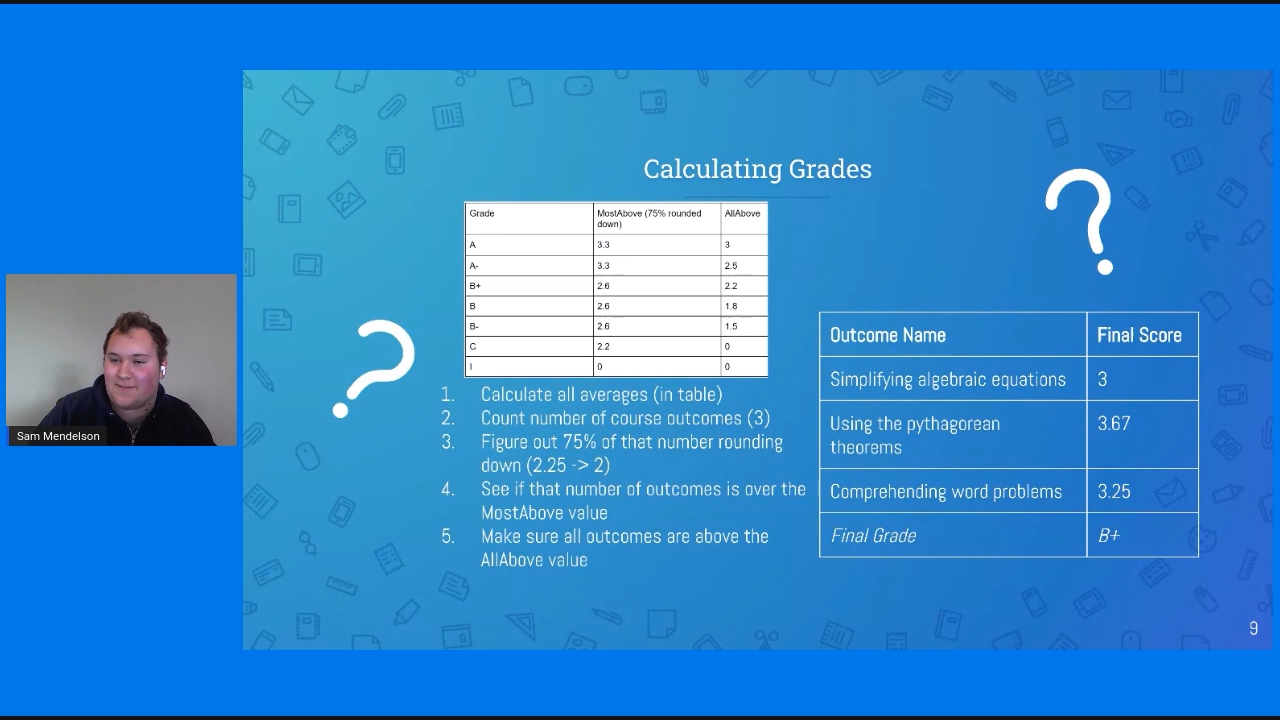 Calculating Grades
Grade MostAbove (75% rounded down) AllAbove
A 3.3 3
A- 3.3 2.5
B+ 2.6 2.2
B 2.6 1.8
B- 2.6 1.5
C 2.2 0
I 0 0
1. Calculate all averages (in table)
2. Count number of course outcomes (3)
3. Figure out 75% of that number rounding
down (2.25 -> 2)
4. See if that number of outcomes is over the
MostAbove value
5. Make sure all outcomes are above the
AllAbove value
Outcome Name Final Score
Simplifying algebraic equations 3
Using the pythagorean
theorems 3.67
Comprehending word problems 3.25
Final Grade B+
? ?
Sam Mendelson
9